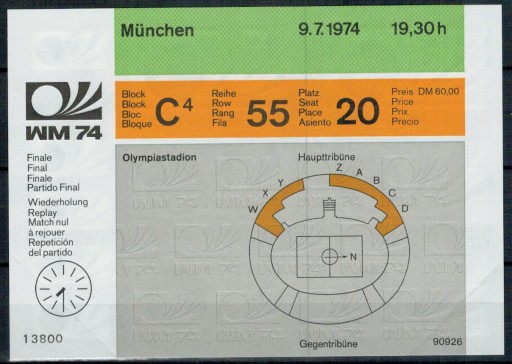 München 9.7.1974 19,30 h
WM 74
Block
Block
Bloc
Bloque
C4
Reihe
Row
Rang
Fila
55
Platz
Seat
Place
Asiento
20
Preis DM 60,00
Price
Prix
Precio
Finale
Final
Finale
Partido Final
Wiederholung
Replay
Match nul
à rejouer
Repetición
del partido
13800
Olympiastadion
Haupttribüne
W X Y Z A B C D
N
Gegentribüne
90926